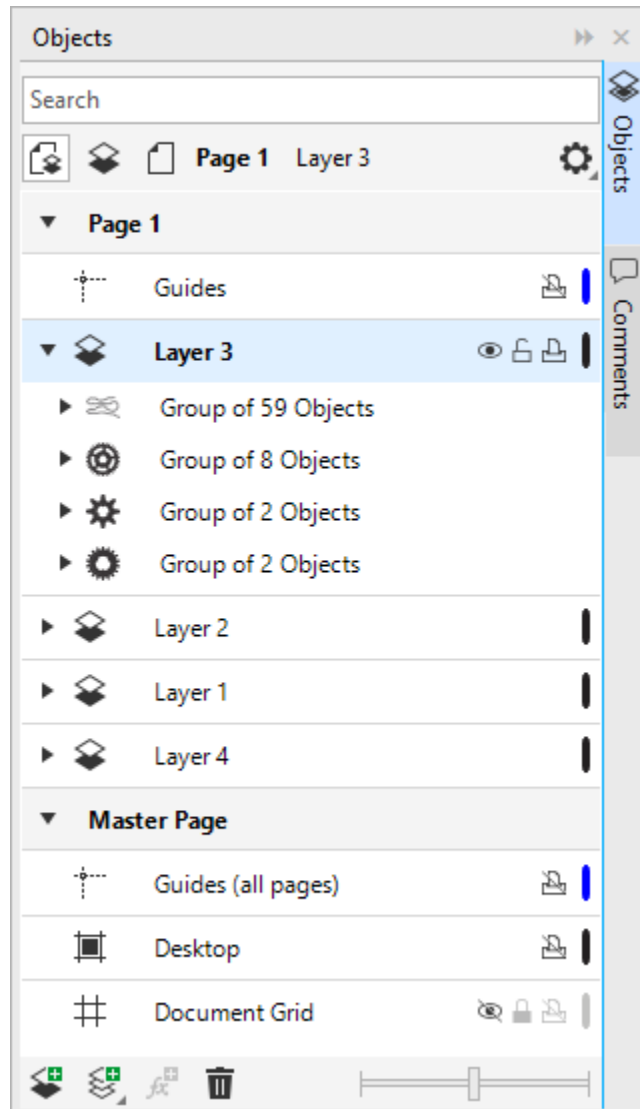 Objects
Search
Page 1 Layer 3
Page 1
Guides
Layer 3
Group of 59 Objects
Group of 8 Objects
Group of 2 Objects
Group of 2 Objects
Layer 2
Layer 1
Layer 4
Master Page
Guides (all pages)
Desktop
Document Grid
fx
Objects
Comments